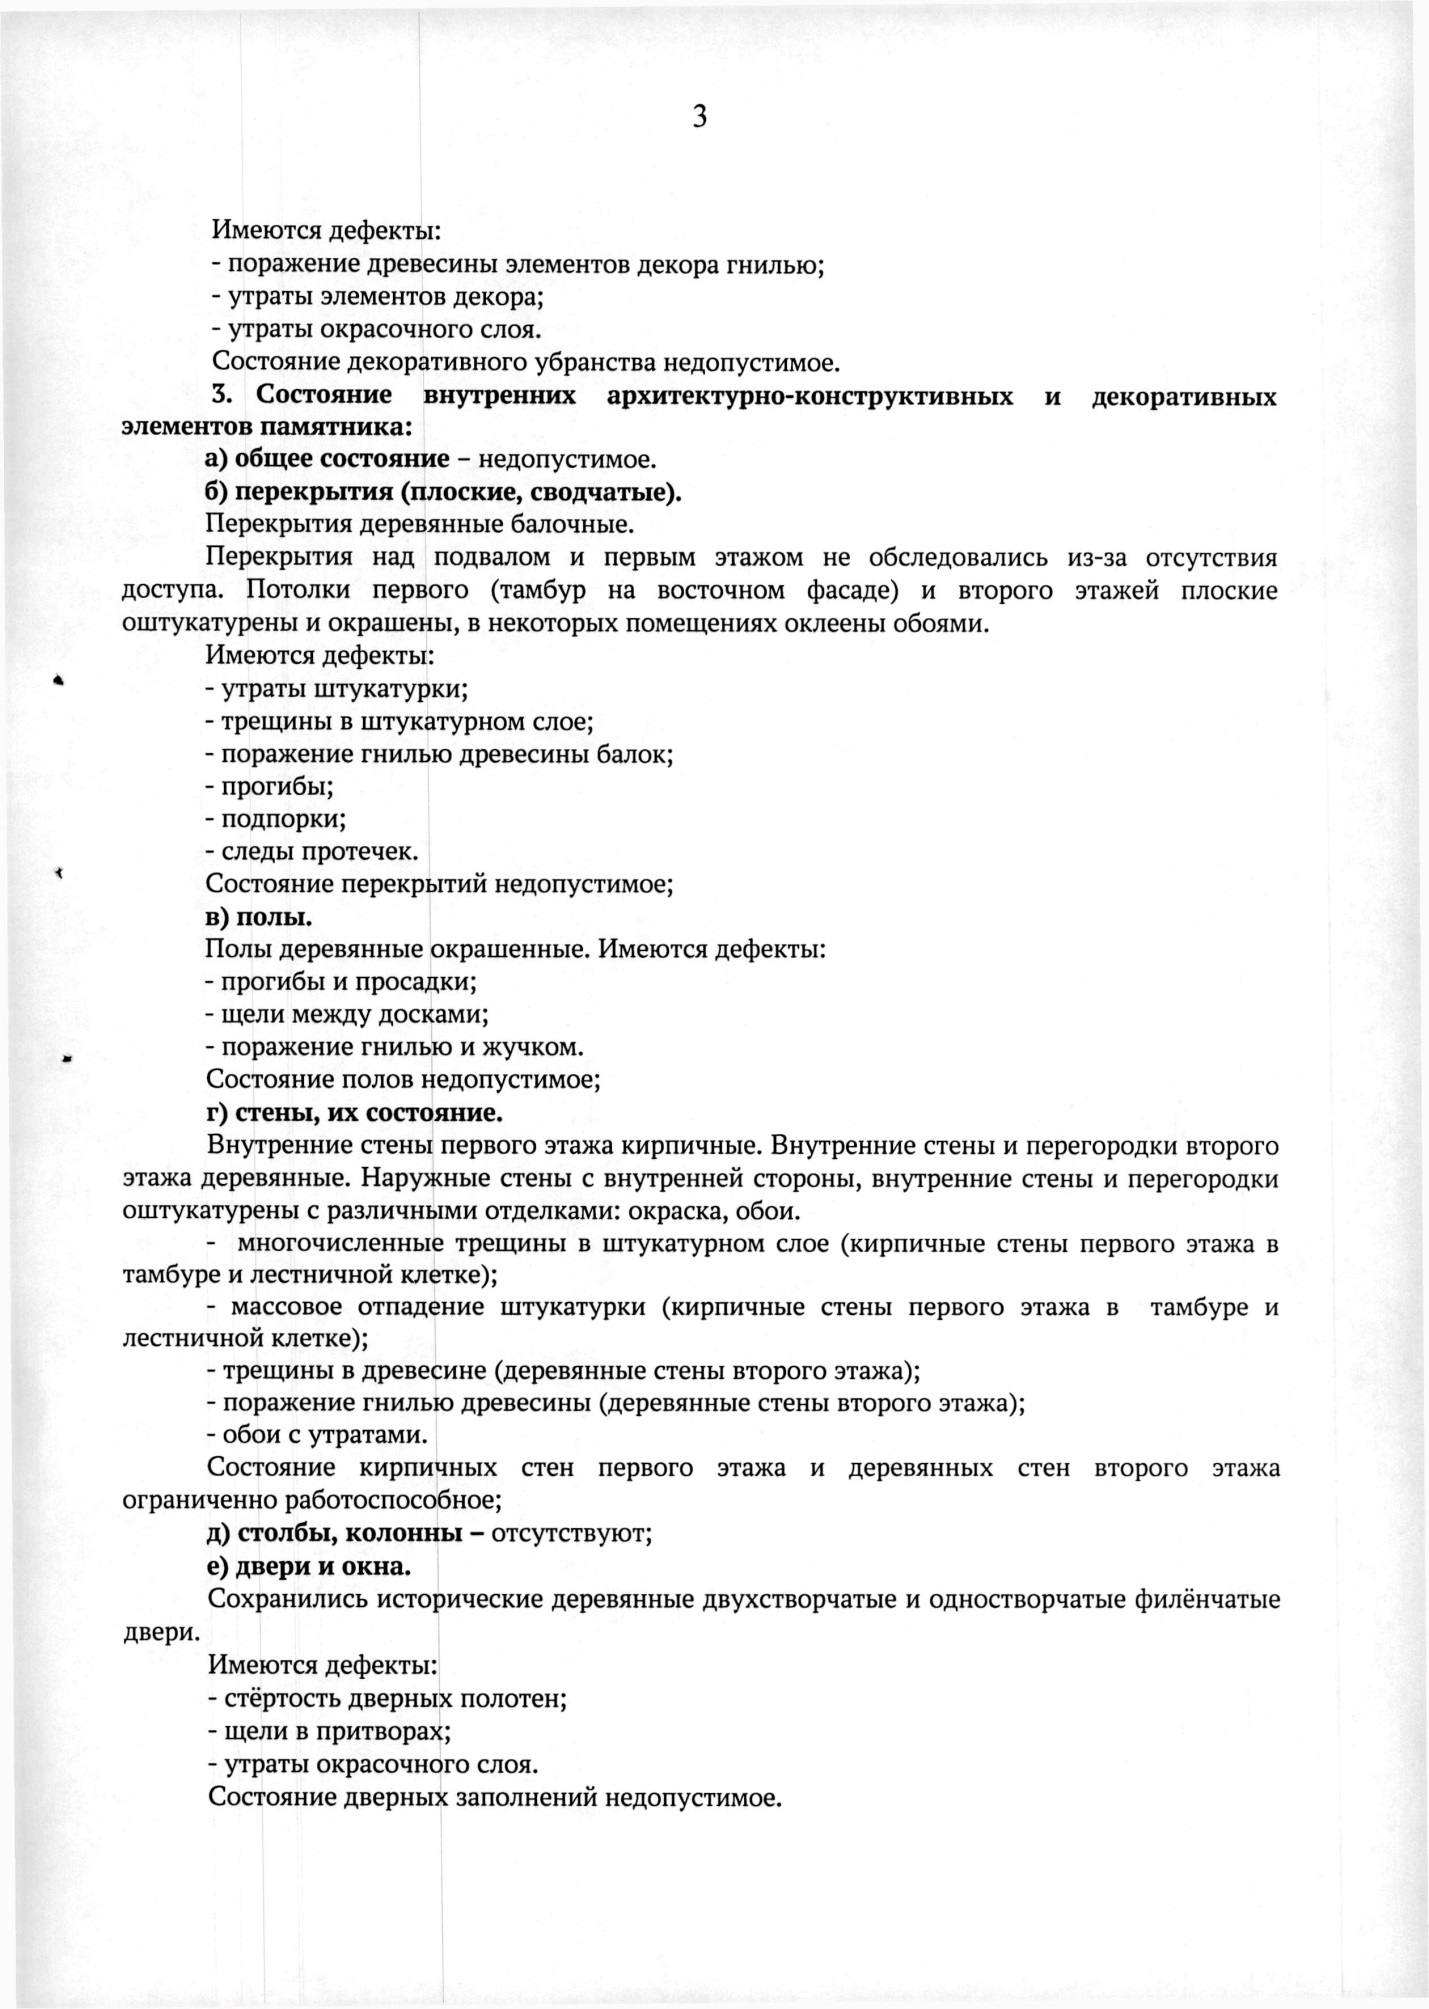 3
Имеются дефекты:
- поражение древесины элементов декора гнилью;
- утраты элементов декора;
- утраты окрасочного слоя.
Состояние декоративного убранства недопустимое.
3. Состояние внутренних архитектурно-конструктивных и декоративных
элементов памятника:
а) общее состояние – недопустимое.
б) перекрытия (плоские, сводчатые).
Перекрытия деревянные балочные.
Перекрытия над подвалом и первым этажом не обследовались из-за отсутствия
доступа. Потолки первого (тамбур на восточном фасаде) и второго этажей плоские
оштукатурены и окрашены, в некоторых помещениях оклеены обоями.
Имеются дефекты:
- утраты штукатурки;
- трещины в штукатурном слое;
- поражение гнилью древесины балок;
- прогибы;
- подпорки;
- следы протечек.
Состояние перекрытий недопустимое;
в) полы.
Полы деревянные окрашенные. Имеются дефекты:
- прогибы и просадки;
- щели между досками;
- поражение гнилью и жучком.
Состояние полов недопустимое;
г) стены, их состояние.
Внутренние стены первого этажа кирпичные. Внутренние стены и перегородки второго
этажа деревянные. Наружные стены с внутренней стороны, внутренние стены и перегородки
оштукатурены с различными отделками: окраска, обои.
- многочисленные трещины в штукатурном слое (кирпичные стены первого этажа в
тамбуре и лестничной клетке);
- массовое отпадение штукатурки (кирпичные стены первого этажа в тамбуре и
лестничной клетке);
- трещины в древесине (деревянные стены второго этажа);
- поражение гнилью древесины (деревянные стены второго этажа);
- обои с утратами.
Состояние кирпичных стен первого этажа и деревянных стен второго этажа
ограниченно работоспособное;
д) столбы, колонны – отсутствуют;
е) двери и окна.
Сохранились исторические деревянные двухстворчатые и одностворчатые филёнчатые
двери.
Имеются дефекты:
- стёртость дверных полотен;
- щели в притворах;
- утраты окрасочного слоя.
Состояние дверных заполнений недопустимое.